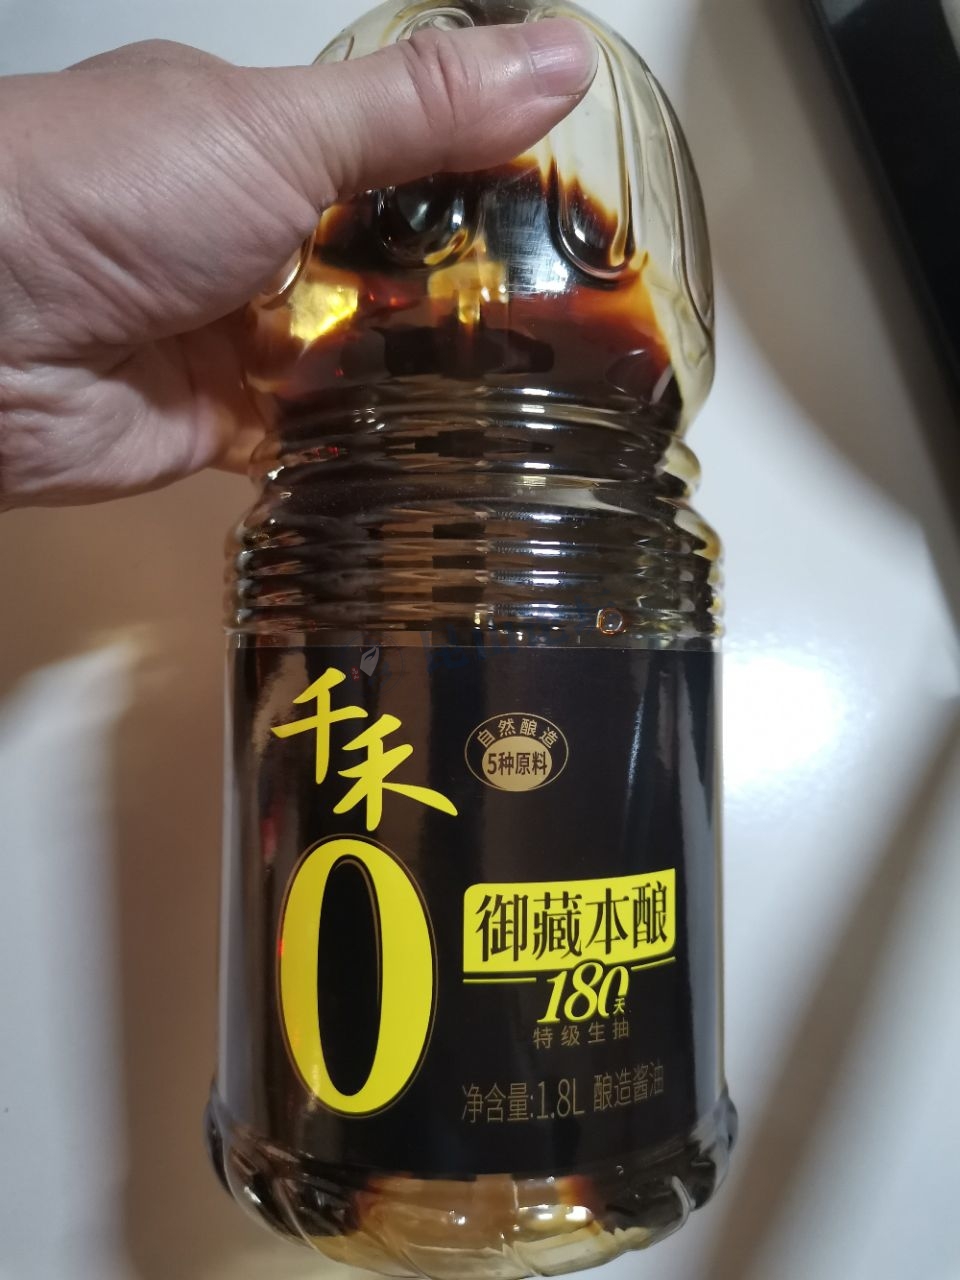 千禾
0
自然酿造
5种原料
御藏本酿
180天
特级生抽
净含量:1.8L 酿造酱油